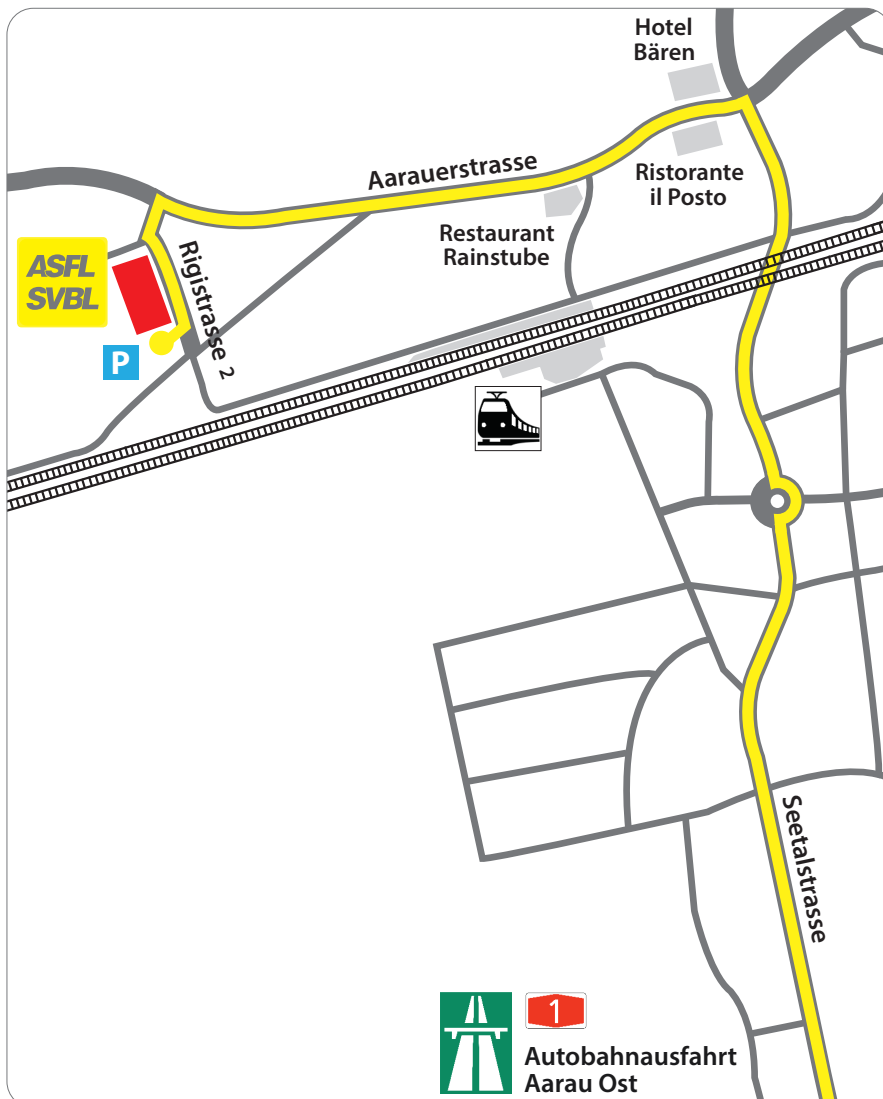 Hotel
Bären
Aarauerstrasse
Ristorante
il Posto
Restaurant
Rainstube
ASFL
SVBL
Rigistrasse 2
P
Seetalstrasse
1
Autobahnausfahrt
Aarau Ost